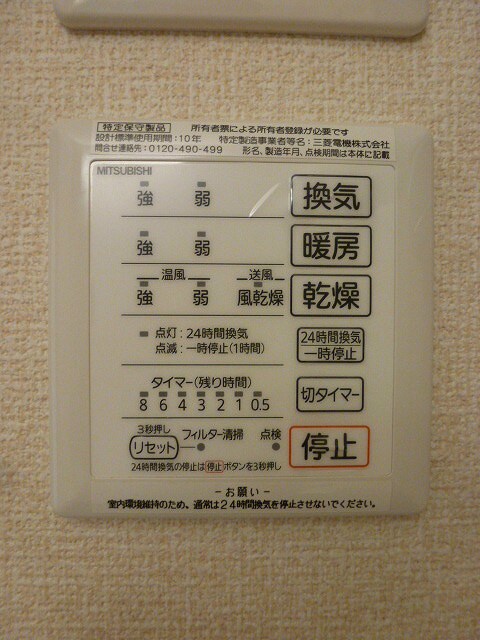 特定保守製品 所有者票による所有者登録が必要です
設計標準使用期間：10年 特定製造事業者等名：三菱電機株式会社
問合せ連絡先：0120-490-499 形名、製造年月、点検期間は本体に記載
MITSUBISHI
強 弱 換気
強 弱 暖房
温風 送風
強 弱 風乾燥 乾燥
点灯：24時間換気
点滅：一時停止(1時間)
24時間換気
一時停止
タイマー(残り時間)
8 6 4 3 2 1 0.5
切タイマー
3秒押し
リセット フィルター清掃 点検
停止
24時間換気の停止は停止ボタンを3秒押し
－お願い－
室内環境維持のため、通常は24時間換気を停止させないでください。